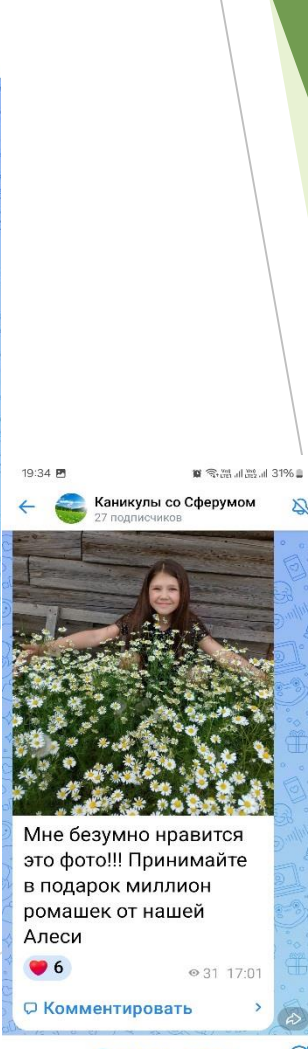 19:34
31%
Каникулы со Сферумом
27 подписчиков
Мне безумно нравится
это фото!!! Принимайте
в подарок миллион
ромашек от нашей
Алеси
6
31 17:01
Комментировать